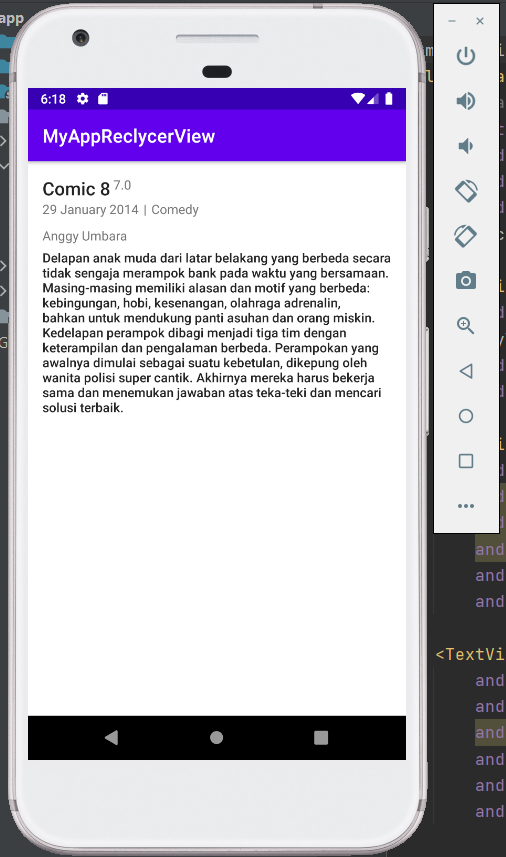 app
6:18
MyAppReclycerView
Comic 8 7.0
29 January 2014 | Comedy
Anggy Umbara
Delapan anak muda dari latar belakang yang berbeda secara
tidak sengaja merampok bank pada waktu yang bersamaan.
Masing-masing memiliki alasan dan motif yang berbeda:
kebingungan, hobi, kesenangan, olahraga adrenalin,
bahkan untuk mendukung panti asuhan dan orang miskin.
Kedelapan perampok dibagi menjadi tiga tim dengan
keterampilan dan pengalaman berbeda. Perampokan yang
awalnya dimulai sebagai suatu kebetulan, dikepung oleh
wanita polisi super cantik. Akhirnya mereka harus bekerja
sama dan menemukan jawaban atas teka-teki dan mencari
solusi terbaik.
and
and
and
<TextVi
and
and
and
and
and
and